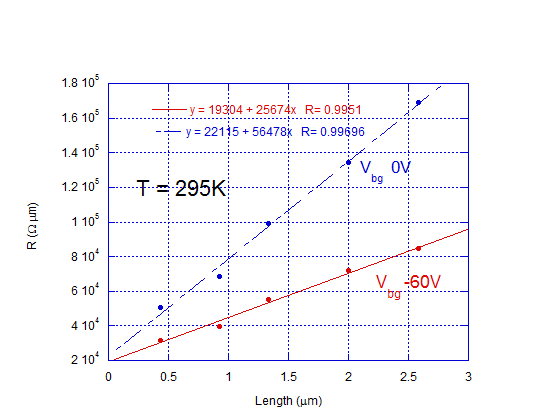 1.8 10⁵
1.6 10⁵
1.4 10⁵
1.2 10⁵
1 10⁵
8 10⁴
6 10⁴
4 10⁴
2 10⁴
R (Ω μm)
y = 19304 + 25674x R= 0.9951
y = 22115 + 56478x R= 0.99696
T = 295K
V_bg 0V
V_bg -60V
0 0.5 1 1.5 2 2.5 3
Length (μm)